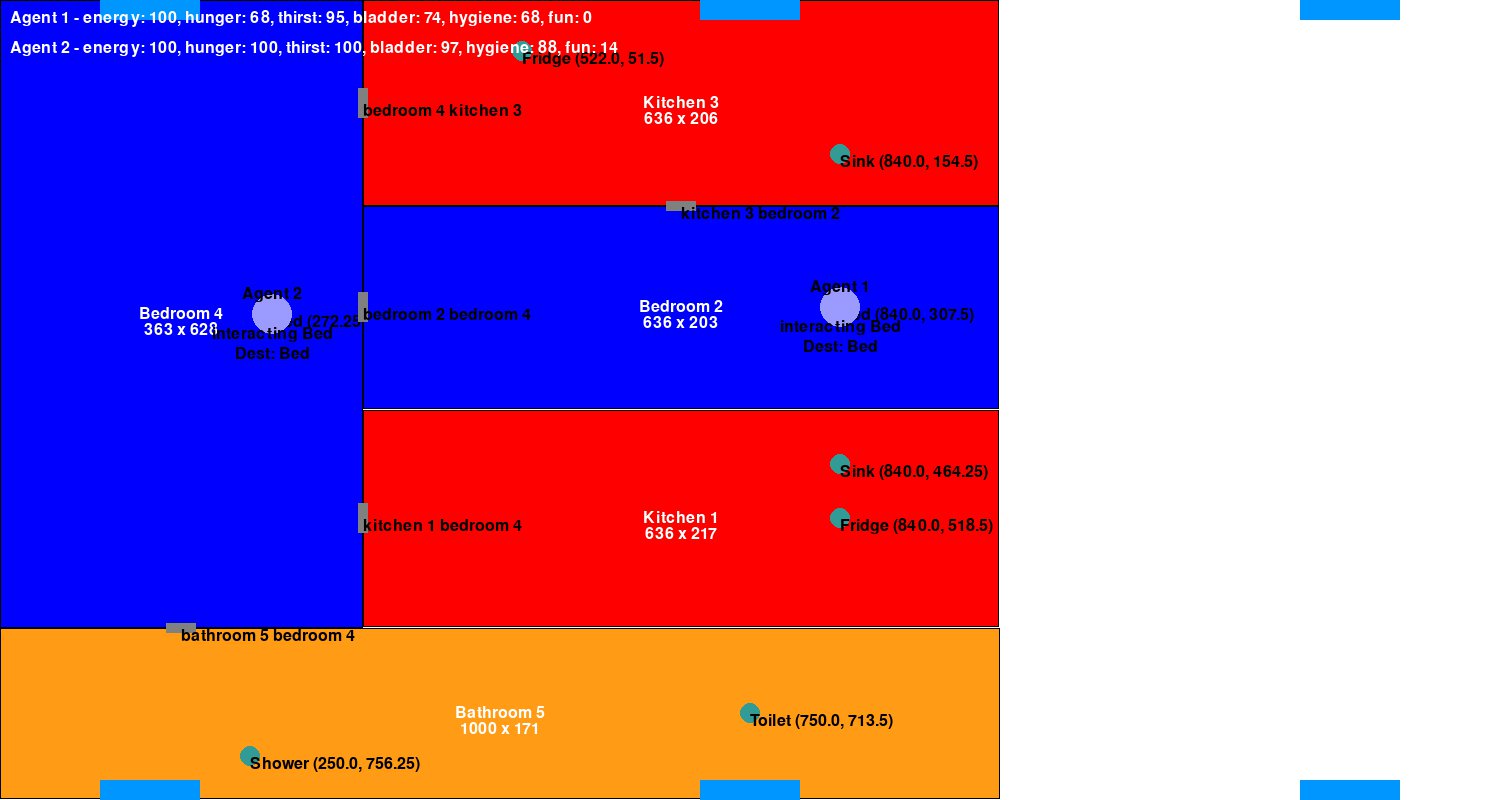 Agent 1 - energy: 100, hunger: 68, thirst: 95, bladder: 74, hygiene: 68, fun: 0
Agent 2 - energy: 100, hunger: 100, thirst: 100, bladder: 97, hygiene: 88, fun: 14
Fridge (522.0, 51.5)
Kitchen 3
636 x 206
bedroom 4 kitchen 3
Sink (840.0, 154.5)
kitchen 3 bedroom 2
Agent 2
Agent 1
Bedroom 4
363 x 628
d (272.25
bedroom 2 bedroom 4
Bedroom 2
636 x 203
d (840.0, 307.5)
Interacting Bed
Dest: Bed
Interacting Bed
Dest: Bed
Sink (840.0, 464.25)
kitchen 1 bedroom 4
Kitchen 1
636 x 217
Fridge (840.0, 518.5)
bathroom 5 bedroom 4
Bathroom 5
1000 x 171
Toilet (750.0, 713.5)
Shower (250.0, 756.25)